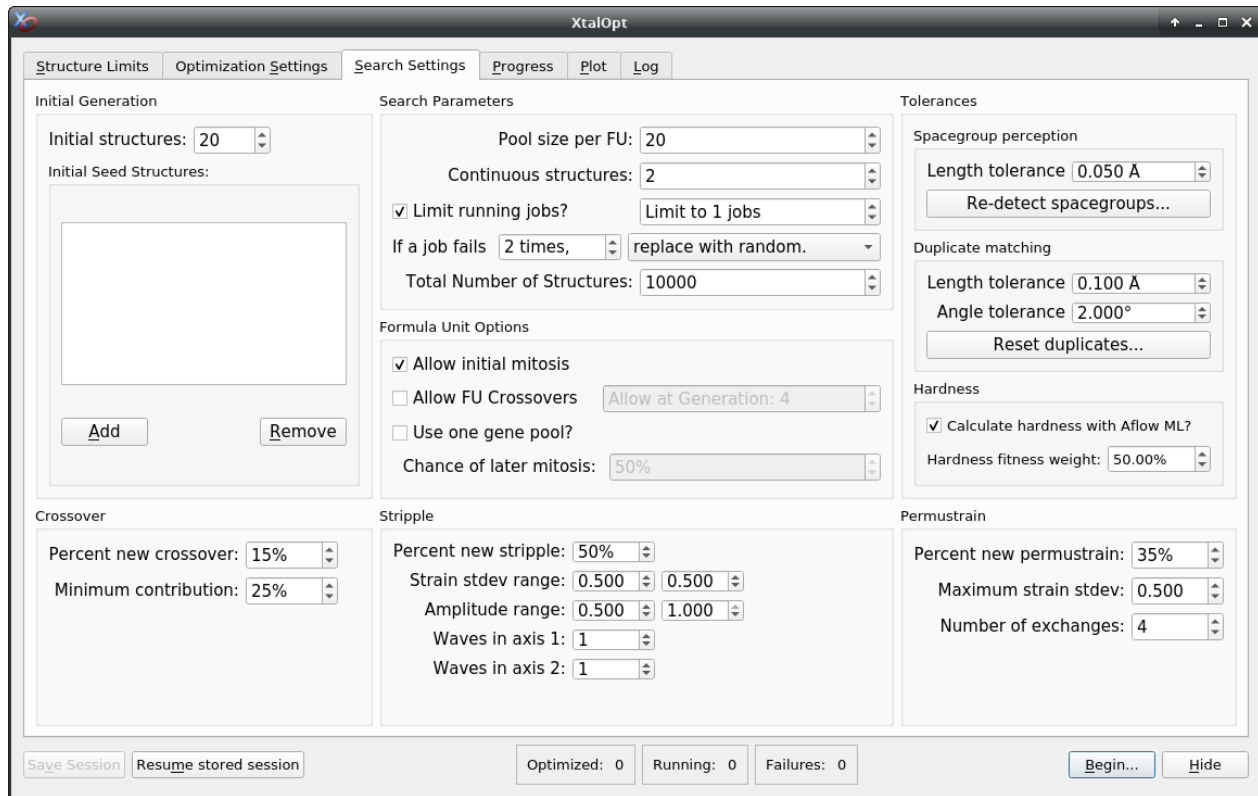 XtalOpt
Structure Limits
Optimization Settings
Search Settings
Progress
Plot
Log
Initial Generation
Initial structures: 20
Initial Seed Structures:
Add
Remove
Search Parameters
Pool size per FU: 20
Continuous structures: 2
Limit running jobs? Limit to 1 jobs
If a job fails 2 times, replace with random.
Total Number of Structures: 10000
Formula Unit Options
Allow initial mitosis
Allow FU Crossovers Allow at Generation: 4
Use one gene pool?
Chance of later mitosis: 50%
Tolerances
Spacegroup perception
Length tolerance 0.050 Å
Re-detect spacegroups...
Duplicate matching
Length tolerance 0.100 Å
Angle tolerance 2.000°
Reset duplicates...
Hardness
Calculate hardness with Aflow ML?
Hardness fitness weight: 50.00%
Crossover
Percent new crossover: 15%
Minimum contribution: 25%
Stripple
Percent new stripple: 50%
Strain stdev range: 0.500 0.500
Amplitude range: 0.500 1.000
Waves in axis 1: 1
Waves in axis 2: 1
Permustrain
Percent new permustrain: 35%
Maximum strain stdev: 0.500
Number of exchanges: 4
Save Session
Resume stored session
Optimized: 0
Running: 0
Failures: 0
Begin...
Hide